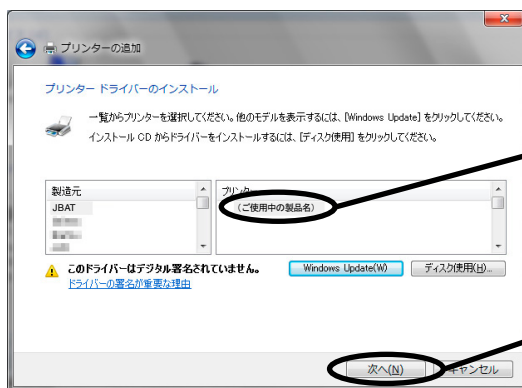 プリンターの追加
プリンター ドライバーのインストール
一覧からプリンターを選択してください。他のモデルを表示するには、[Windows Update] をクリックしてください。
インストール CD からドライバーをインストールするには、[ディスク使用] をクリックしてください。
製造元
プリンター
JBAT
（ご使用中の製品名）
このドライバーはデジタル署名されていません。
Windows Update(W)
ディスク使用(H)...
ドライバーの署名が重要な理由
次へ(N)
キャンセル